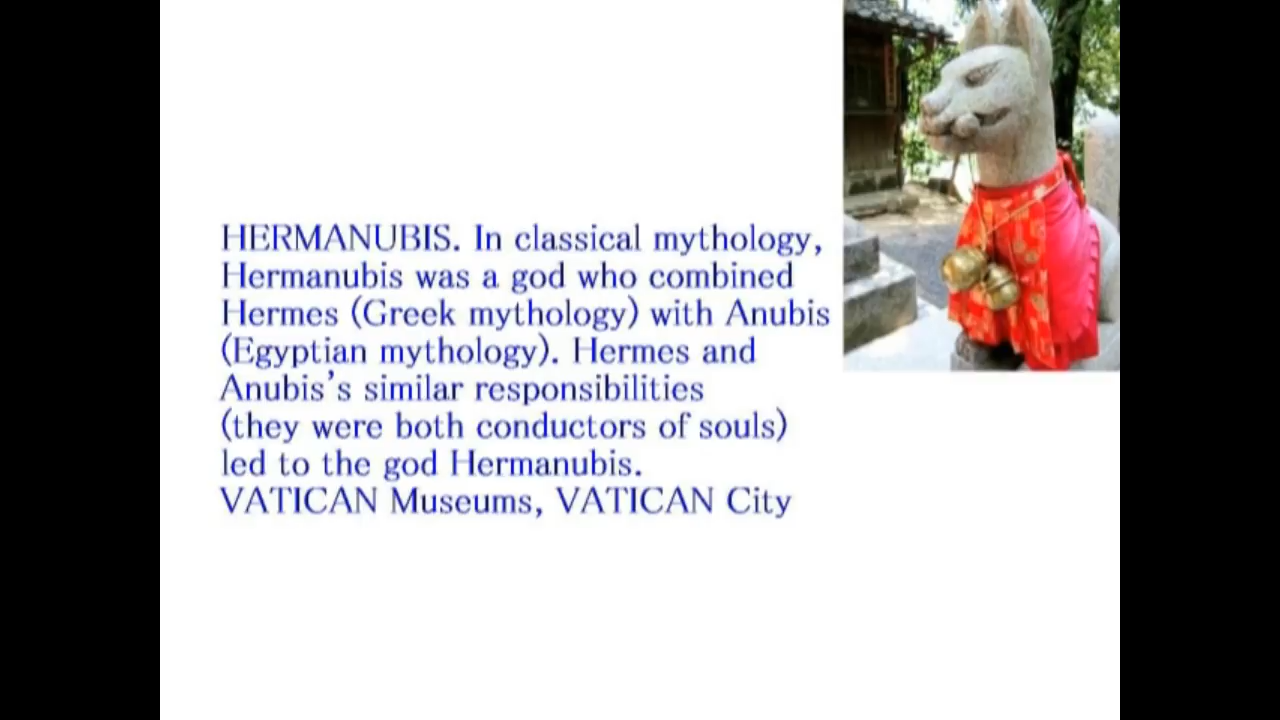 HERMANUBIS. In classical mythology,
Hermanubis was a god who combined
Hermes (Greek mythology) with Anubis
(Egyptian mythology). Hermes and
Anubis’s similar responsibilities
(they were both conductors of souls)
led to the god Hermanubis.
VATICAN Museums, VATICAN City